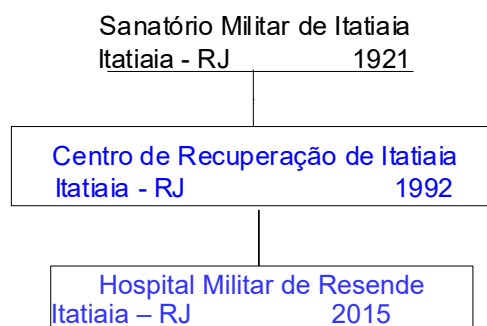 Sanatório Militar de Itatiaia
Itatiaia - RJ 1921
Centro de Recuperação de Itatiaia
Itatiaia - RJ 1992
Hospital Militar de Resende
Itatiaia – RJ 2015